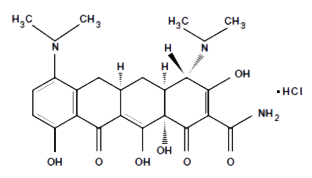 H₃C CH₃ H₃C CH₃
N H N
H H OH
· HCl
NH₂
OH O OH OH O O